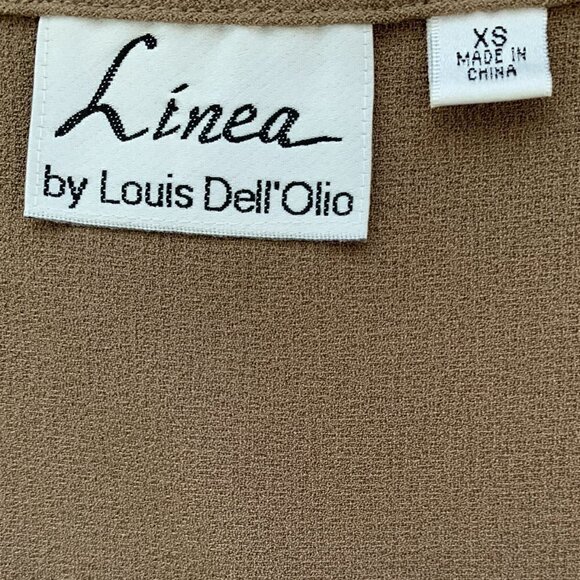 Linea
by Louis Dell'Olio
XS
MADE IN
CHINA